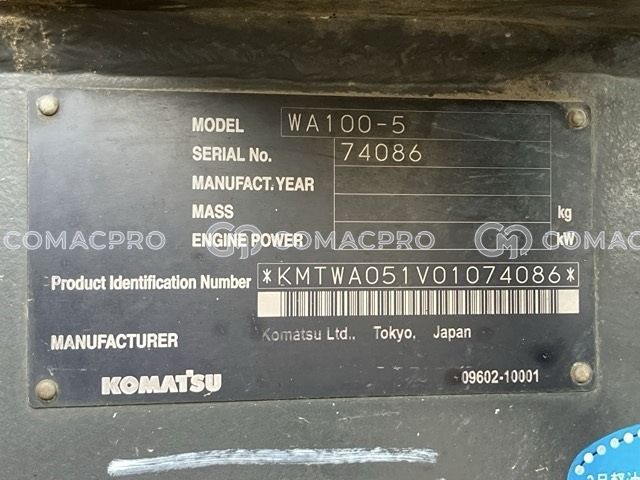 MODEL WA100-5
SERIAL No. 74086
MANUFACT. YEAR
MASS kg
COMACPRO COMACPRO COMACPRO
ENGINE POWER kW
Product Identification Number *KMTWA051V01074086*
MANUFACTURER Komatsu Ltd., Tokyo, Japan
KOMATSU 09602-10001